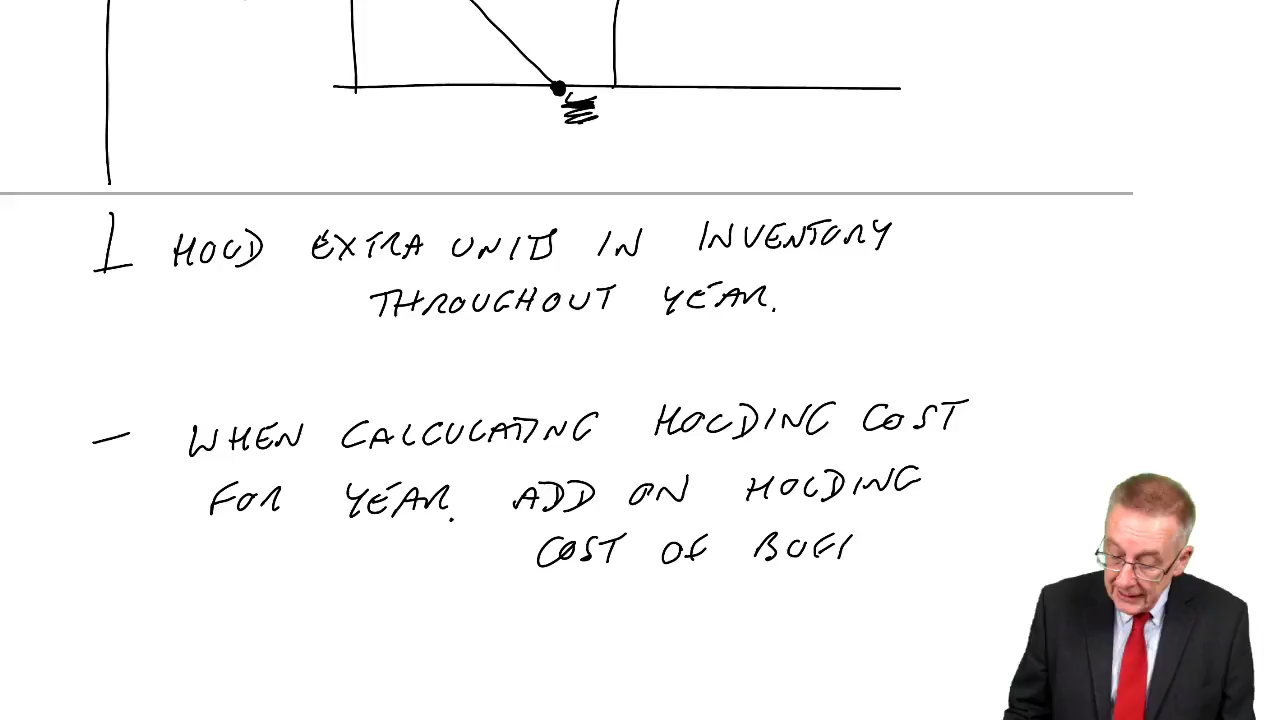 HOLD EXTRA UNITS IN INVENTORY
THROUGHOUT YEAR.
- WHEN CALCULATING HOLDING COST
FOR YEAR. ADD ON HOLDING
COST OF BUFF